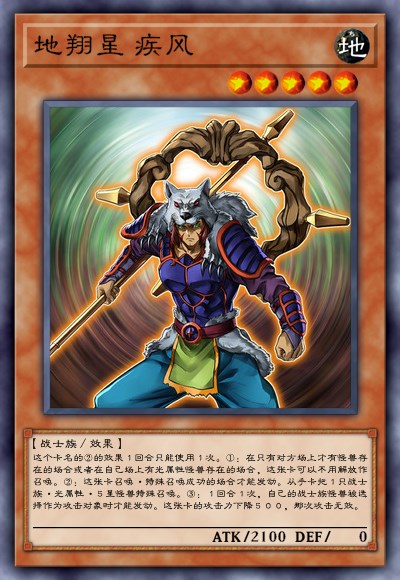 地翔星 疾风
地
【战士族／效果】
这个卡名的②的效果１回合只能使用１次。①：在只有对方场上才有怪兽存
在的场合或者在自己场上有光属性怪兽存在的场合，这张卡可以不用解放作
召唤。②：这张卡召唤·特殊召唤成功的场合才能发动。从手卡把１只战士
族·光属性·５星怪兽特殊召唤。③：１回合１次，自己的战士族怪兽被选
择作为攻击对象时才能发动。这张卡的攻击力下降５００，那次攻击无效。
ATK/2100 DEF/ 0